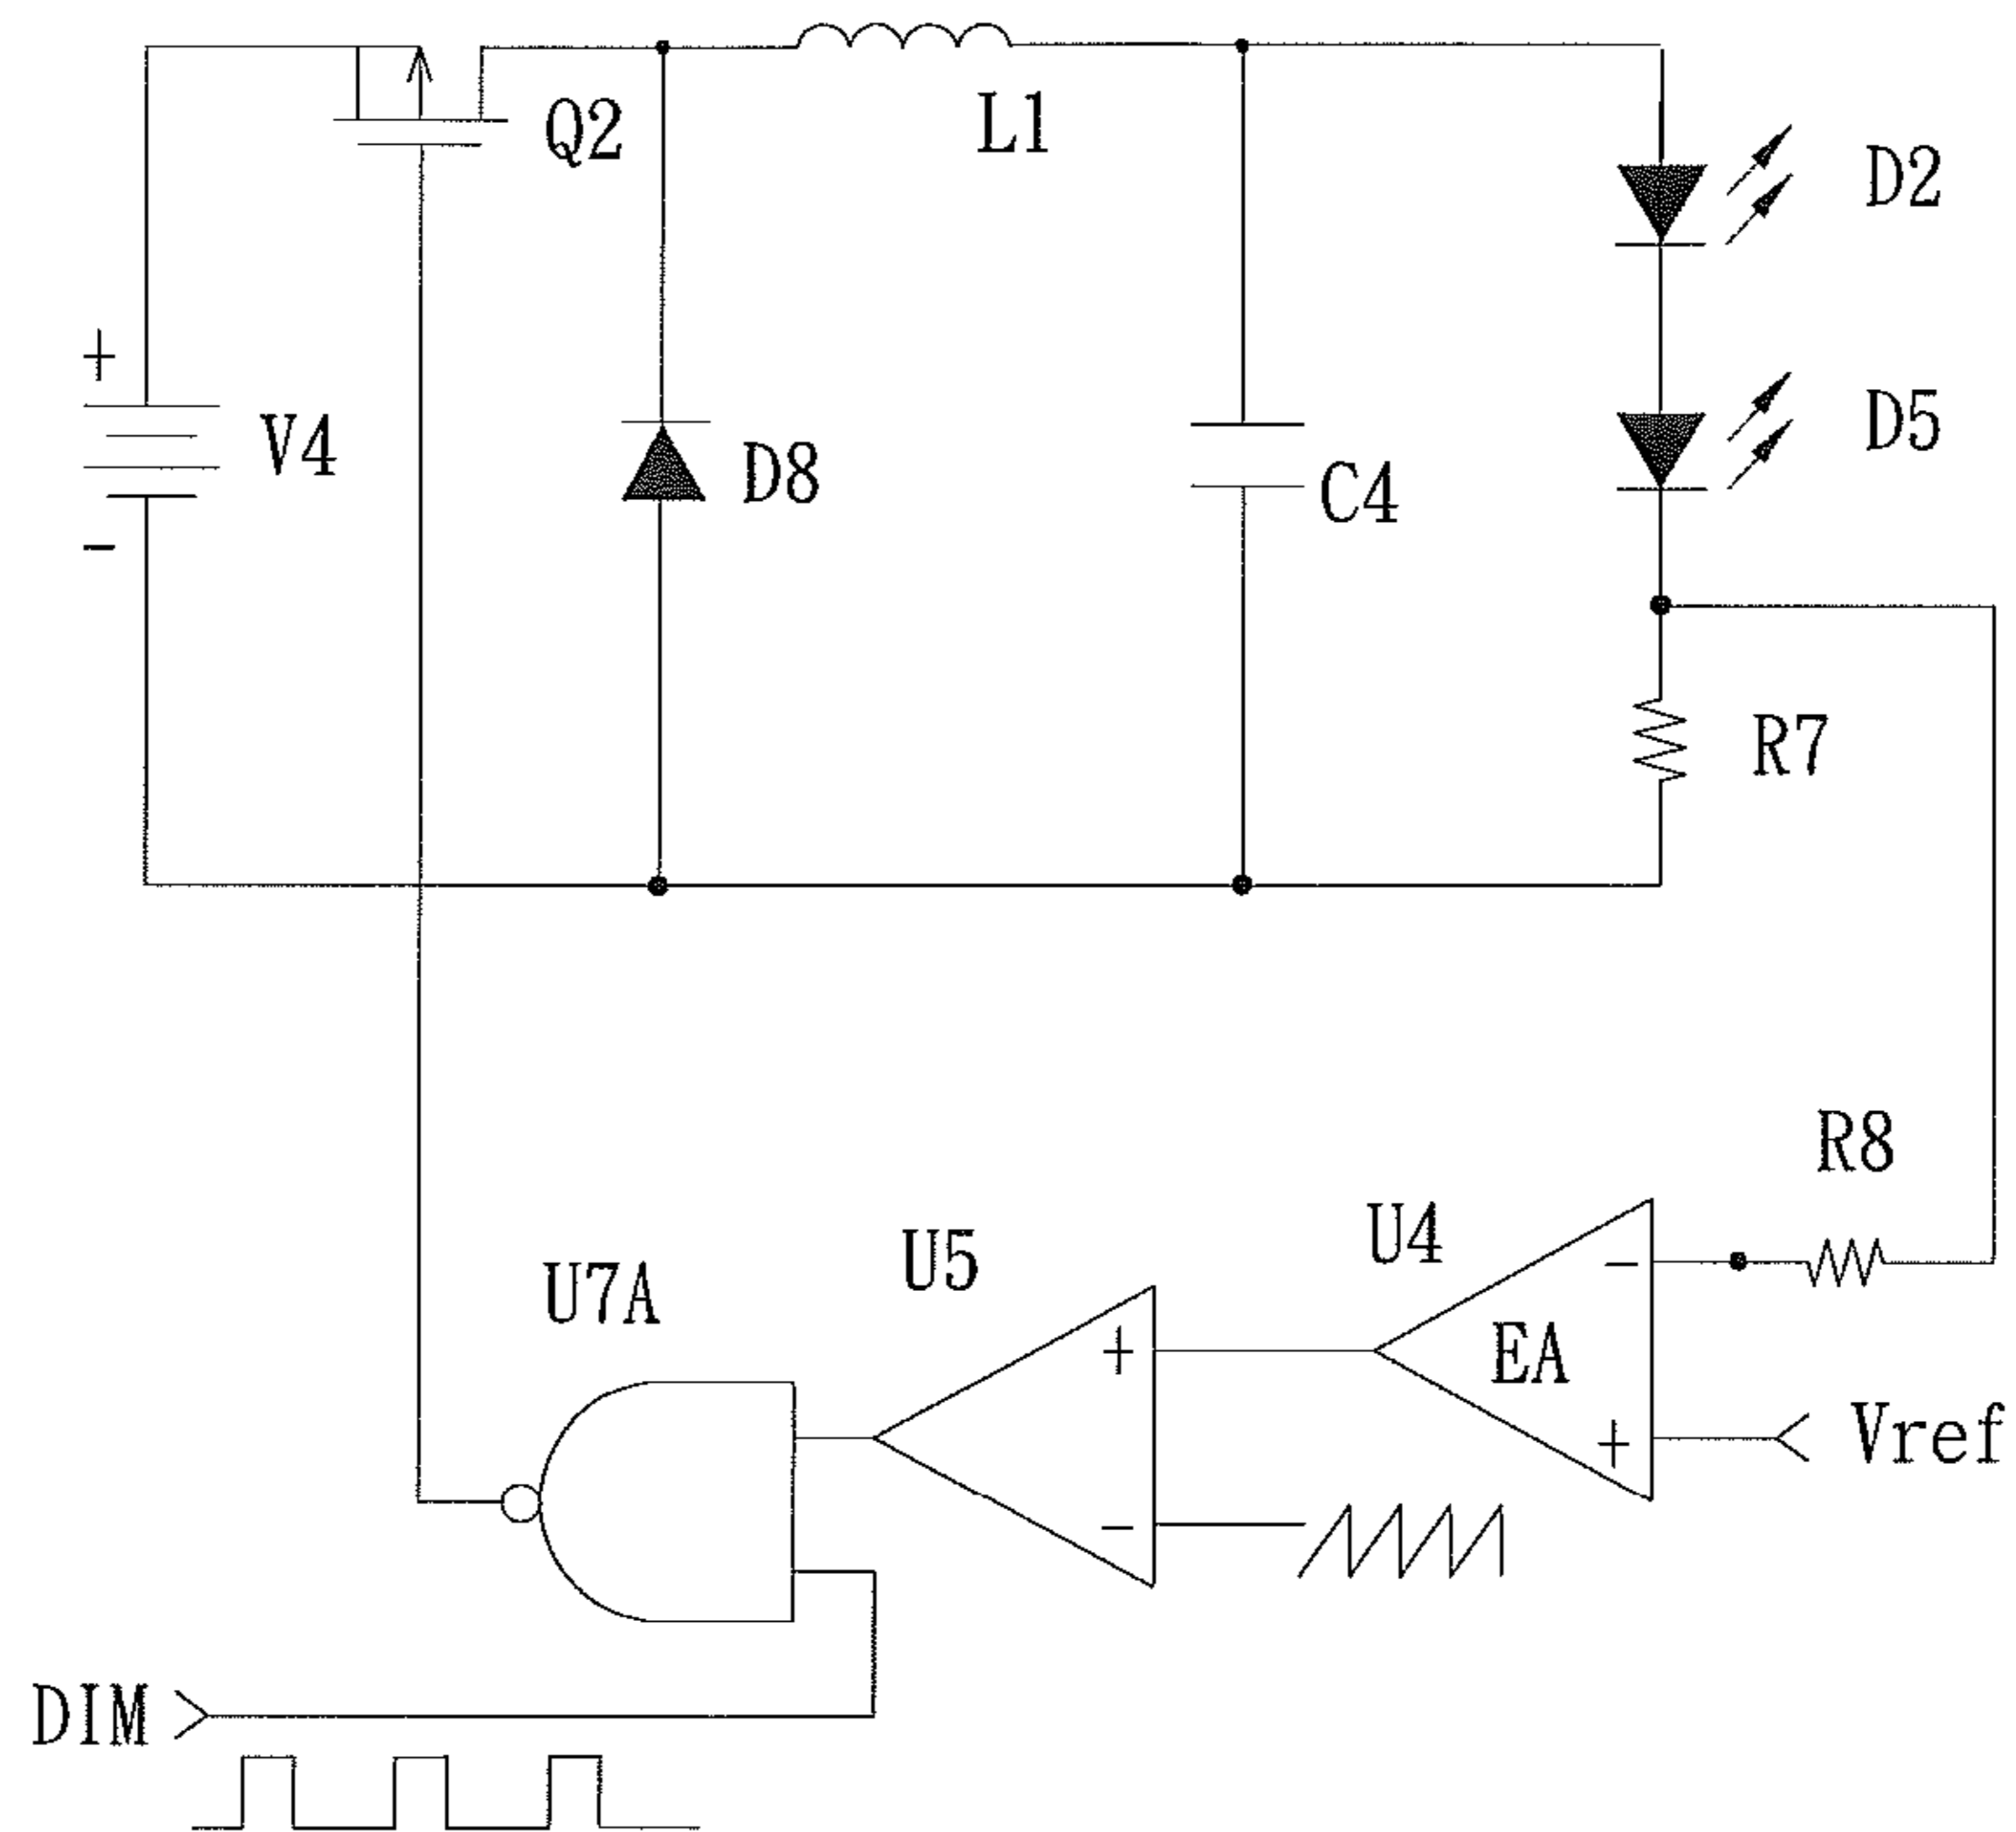 Q2
L1
D2
+
V4
D8
C4
D5
-
R7
R8
U4
U5
U7A
-
+
EA
Vref
+
-
DIM